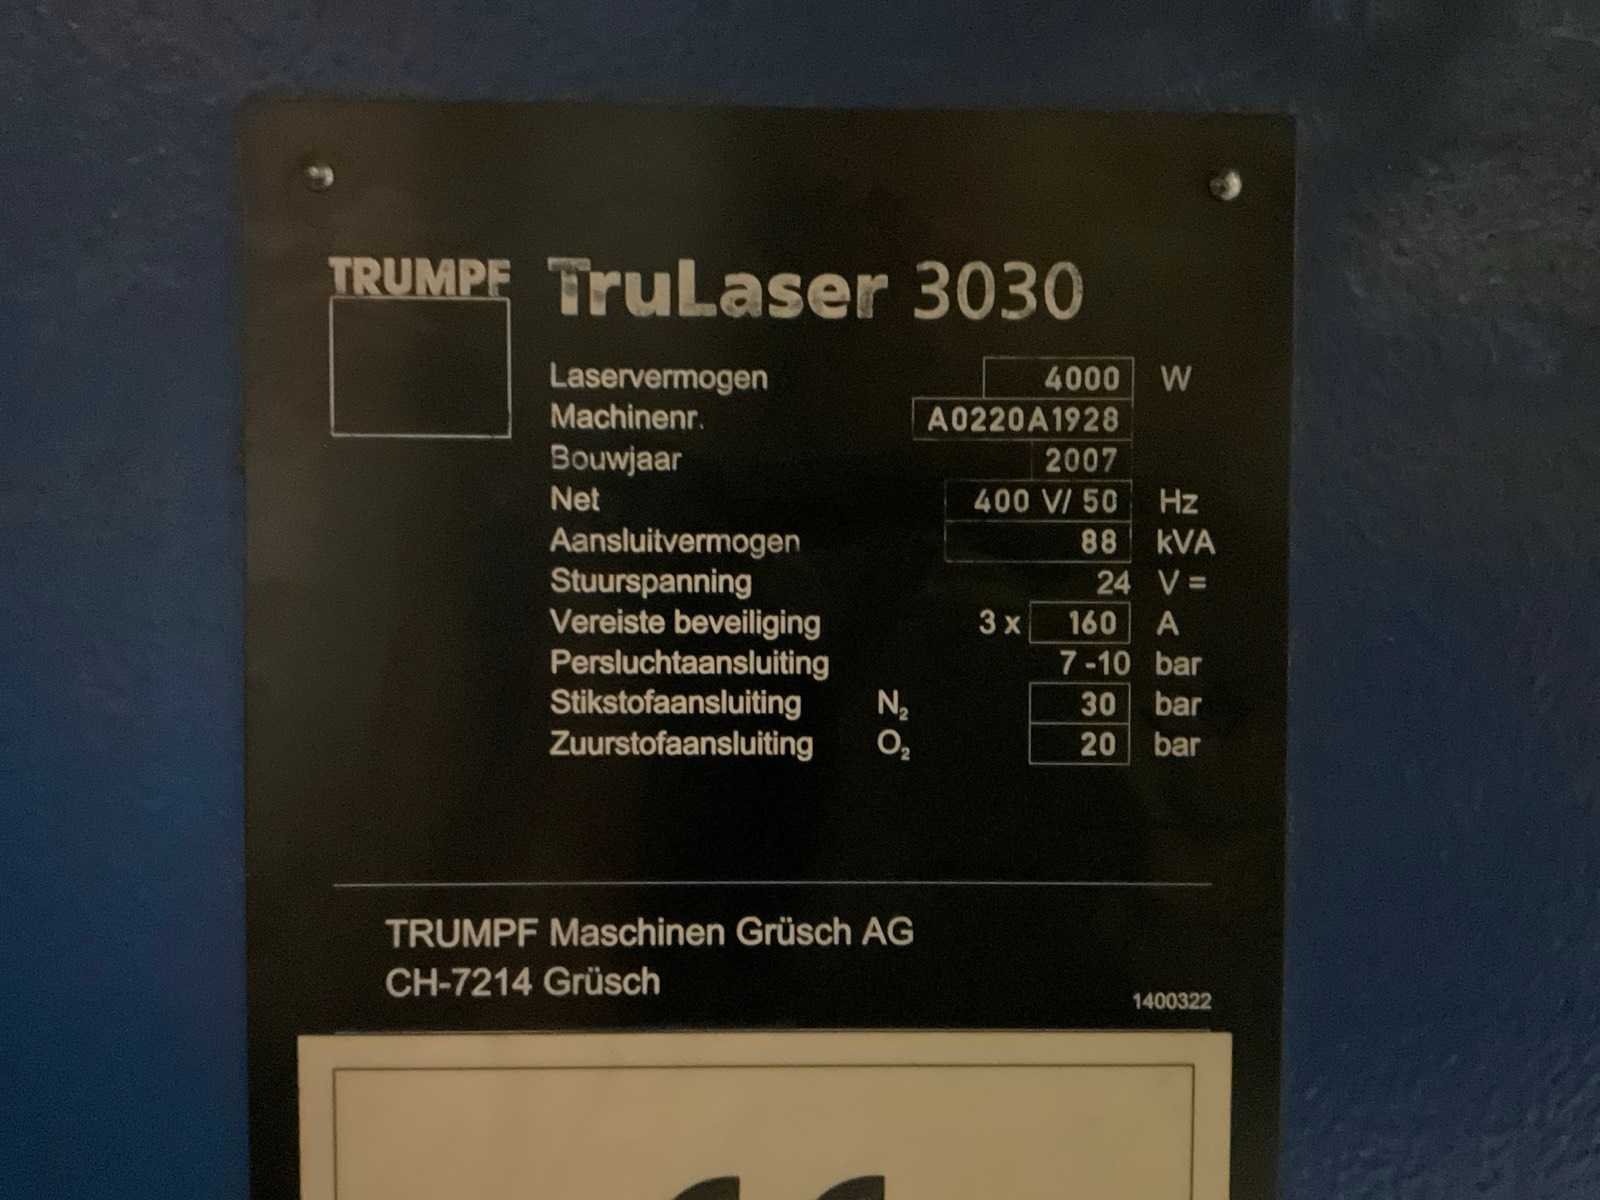 TRUMPF TruLaser 3030
Laservermogen 4000 W
Machinenr. A0220A1928
Bouwjaar 2007
Net 400 V/ 50 Hz
Aansluitvermogen 88 kVA
Stuurspanning 24 V =
Vereiste beveiliging 3 x 160 A
Persluchtaansluiting 7 -10 bar
Stikstofaansluiting N₂ 30 bar
Zuurstofaansluiting O₂ 20 bar
TRUMPF Maschinen Grüsch AG
CH-7214 Grüsch
1400322